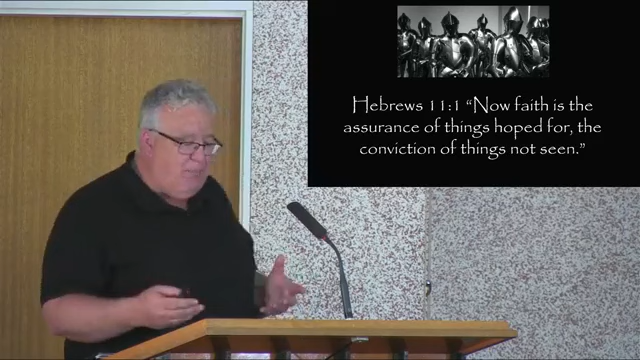 Hebrews 11:1 “Now faith is the
assurance of things hoped for, the
conviction of things not seen.”